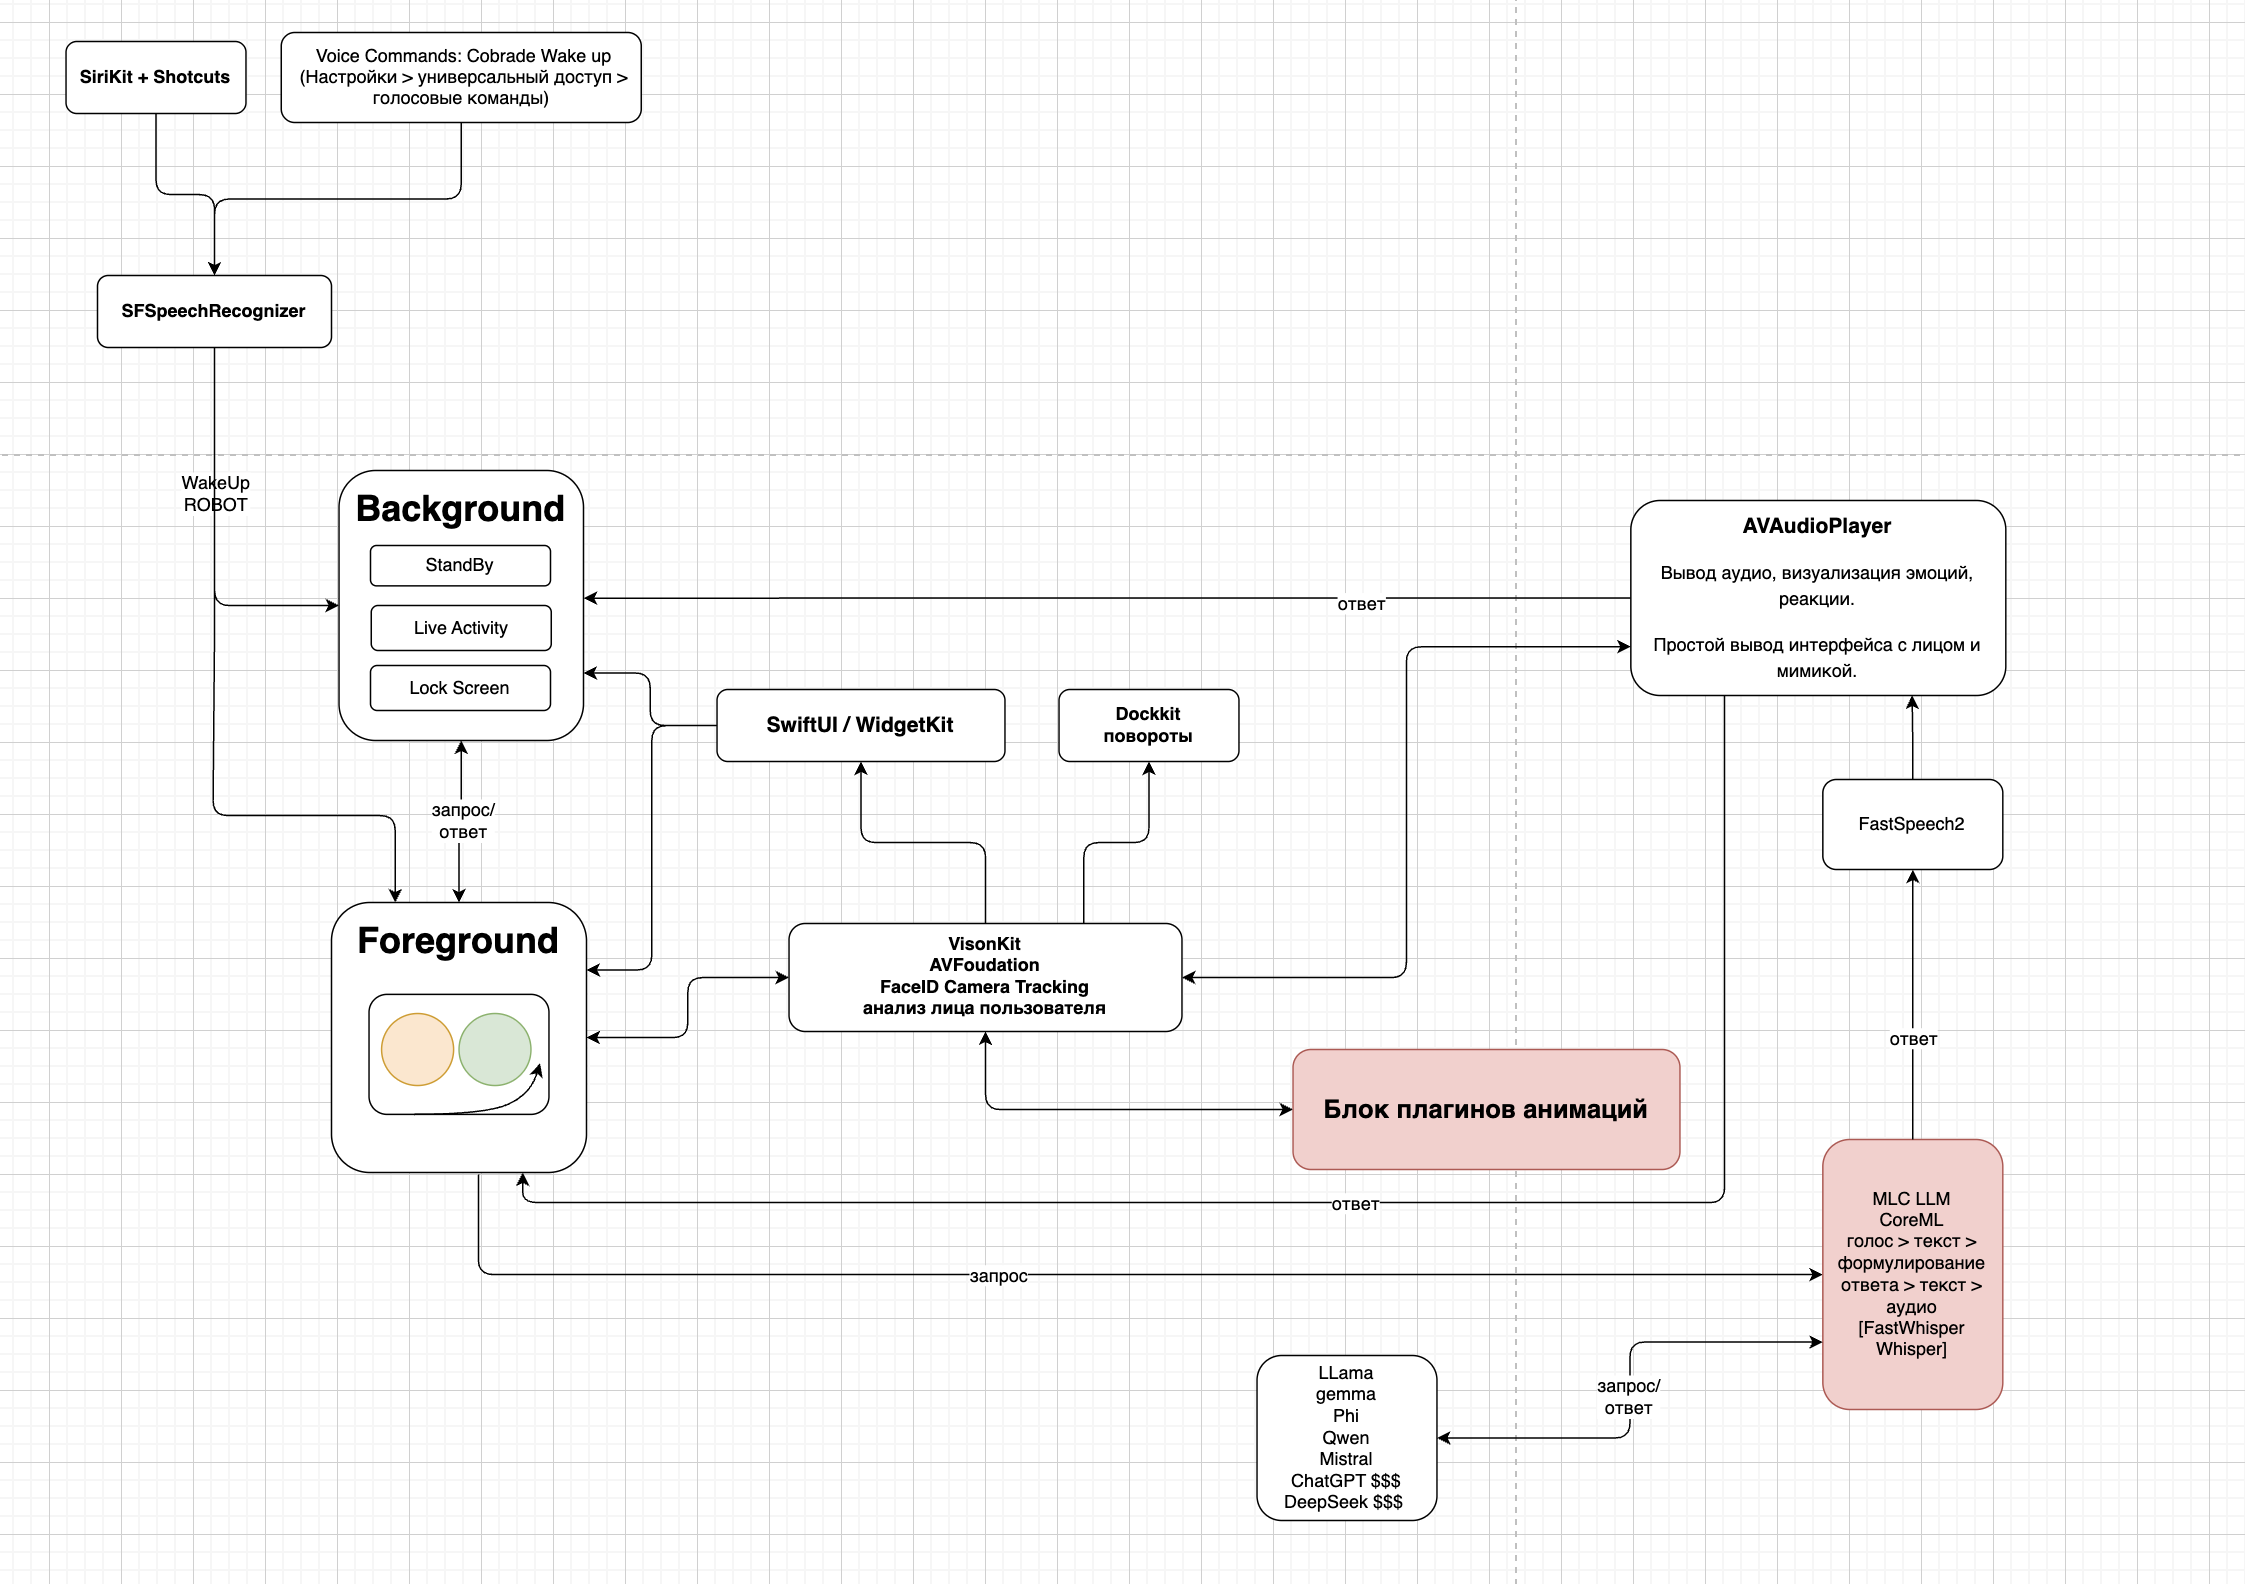 SiriKit + Shotcuts
Voice Commands: Cobrade Wake up
(Настройки > универсальный доступ >
голосовые команды)
SFSpeechRecognizer
WakeUp
ROBOT
Background
StandBy
Live Activity
Lock Screen
ответ
AVAudioPlayer
Вывод аудио, визуализация эмоций,
реакции.
Простой вывод интерфейса с лицом и
мимикой.
SwiftUI / WidgetKit
Dockkit
повороты
запрос/
ответ
FastSpeech2
Foreground
VisonKit
AVFoudation
FaceID Camera Tracking
анализ лица пользователя
ответ
Блок плагинов анимаций
ответ
запрос
MLC LLM
CoreML
голос > текст >
формулирование
ответа > текст >
аудио
[FastWhisper
Whisper]
запрос/
ответ
LLama
gemma
Phi
Qwen
Mistral
ChatGPT $$$
DeepSeek $$$